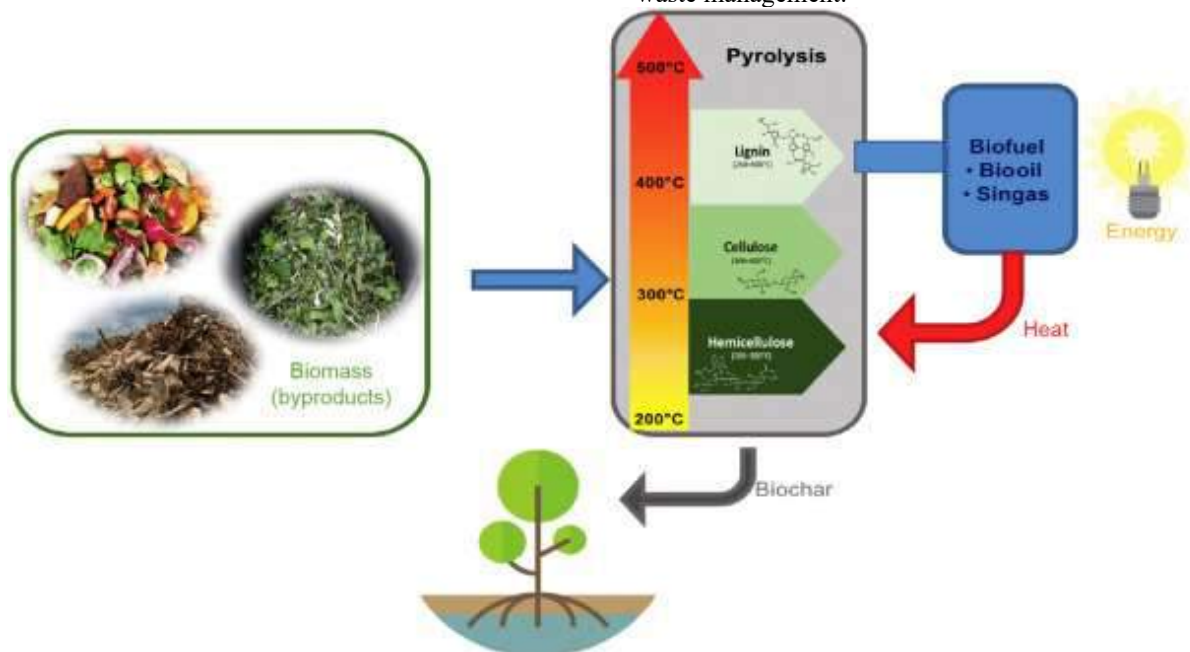 waste management.
Pyrolysis
500°C
Lignin
400°C
Cellulose
300°C
Hemicellulose
200°C
Biomass
(byproducts)
Biofuel
• Biooil
• Singas
Energy
Heat
Biochar